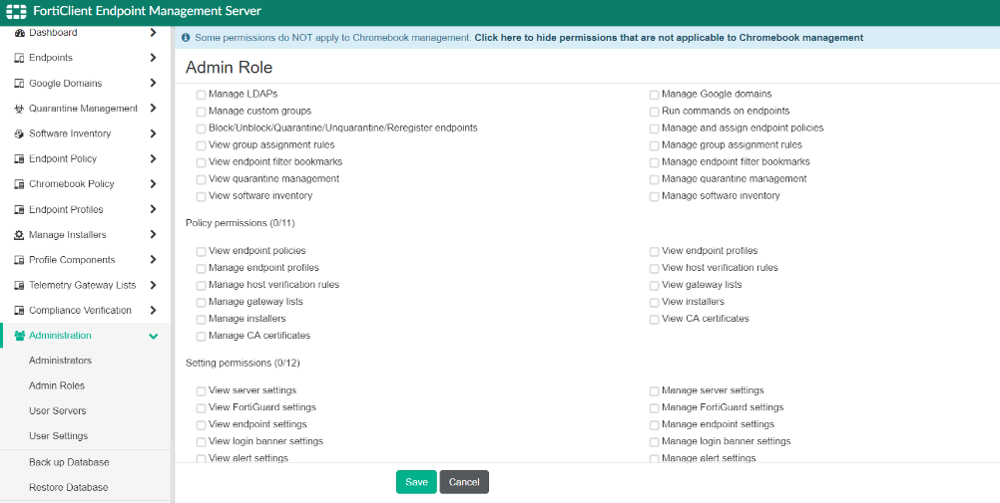 FortiClient Endpoint Management Server
Dashboard
Endpoints
Google Domains
Quarantine Management
Software Inventory
Endpoint Policy
Chromebook Policy
Endpoint Profiles
Manage Installers
Profile Components
Telemetry Gateway Lists
Compliance Verification
Administration
Administrators
Admin Roles
User Servers
User Settings
Back up Database
Restore Database
Some permissions do NOT apply to Chromebook management. Click here to hide permissions that are not applicable to Chromebook management
Admin Role
Manage LDAPs
Manage Google domains
Manage custom groups
Run commands on endpoints
Block/Unblock/Quarantine/Unquarantine/Reregister endpoints
Manage and assign endpoint policies
View group assignment rules
Manage group assignment rules
View endpoint filter bookmarks
Manage endpoint filter bookmarks
View quarantine management
Manage quarantine management
View software inventory
Manage software inventory
Policy permissions (0/11)
View endpoint policies
View endpoint profiles
Manage endpoint profiles
View host verification rules
Manage host verification rules
View gateway lists
Manage gateway lists
View installers
Manage installers
View CA certificates
Manage CA certificates
Setting permissions (0/12)
View server settings
Manage server settings
View FortiGuard settings
Manage FortiGuard settings
View endpoint settings
Manage endpoint settings
View login banner settings
Manage login banner settings
View alert settings
Manage alert settings
Save
Cancel